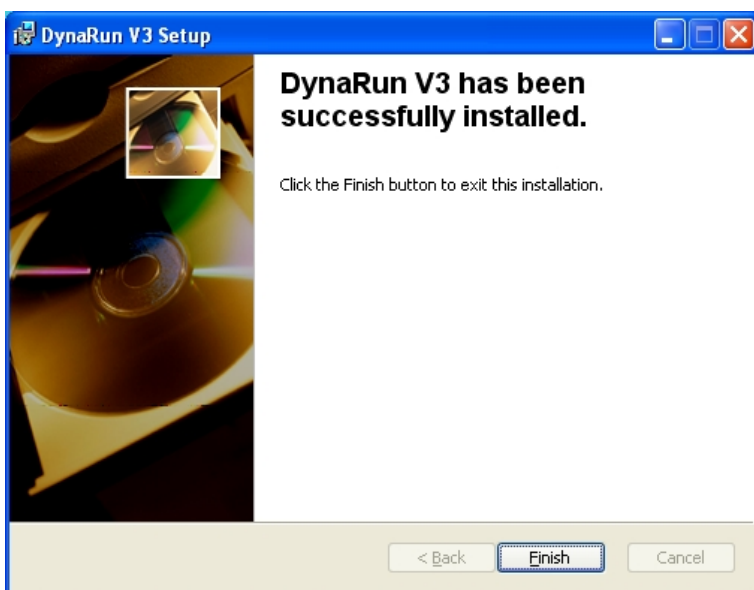 DynaRun V3 Setup
DynaRun V3 has been
successfully installed.
Click the Finish button to exit this installation.
< Back
Finish
Cancel